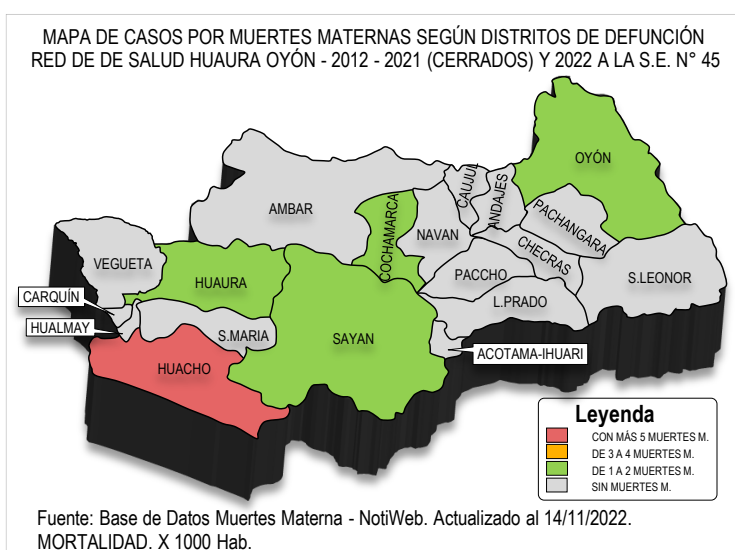 MAPA DE CASOS POR MUERTES MATERNAS SEGÚN DISTRITOS DE DEFUNCIÓN
RED DE DE SALUD HUAURA OYÓN - 2012 - 2021 (CERRADOS) Y 2022 A LA S.E. N° 45
OYÓN
CAUJUL
ANDAJES
AMBAR
COCHAMARCA
PACHANGARA
NAVAN
CHECRAS
VEGUETA
PACCHO
S.LEONOR
HUAURA
CARQUÍN
L.PRADO
HUALMAY
S.MARIA
SAYAN
ACOTAMA-IHUARI
HUACHO
Leyenda
CON MÁS 5 MUERTES M.
DE 3 A 4 MUERTES M.
DE 1 A 2 MUERTES M.
SIN MUERTES M.
Fuente: Base de Datos Muertes Materna - NotiWeb. Actualizado al 14/11/2022.
MORTALIDAD. X 1000 Hab.